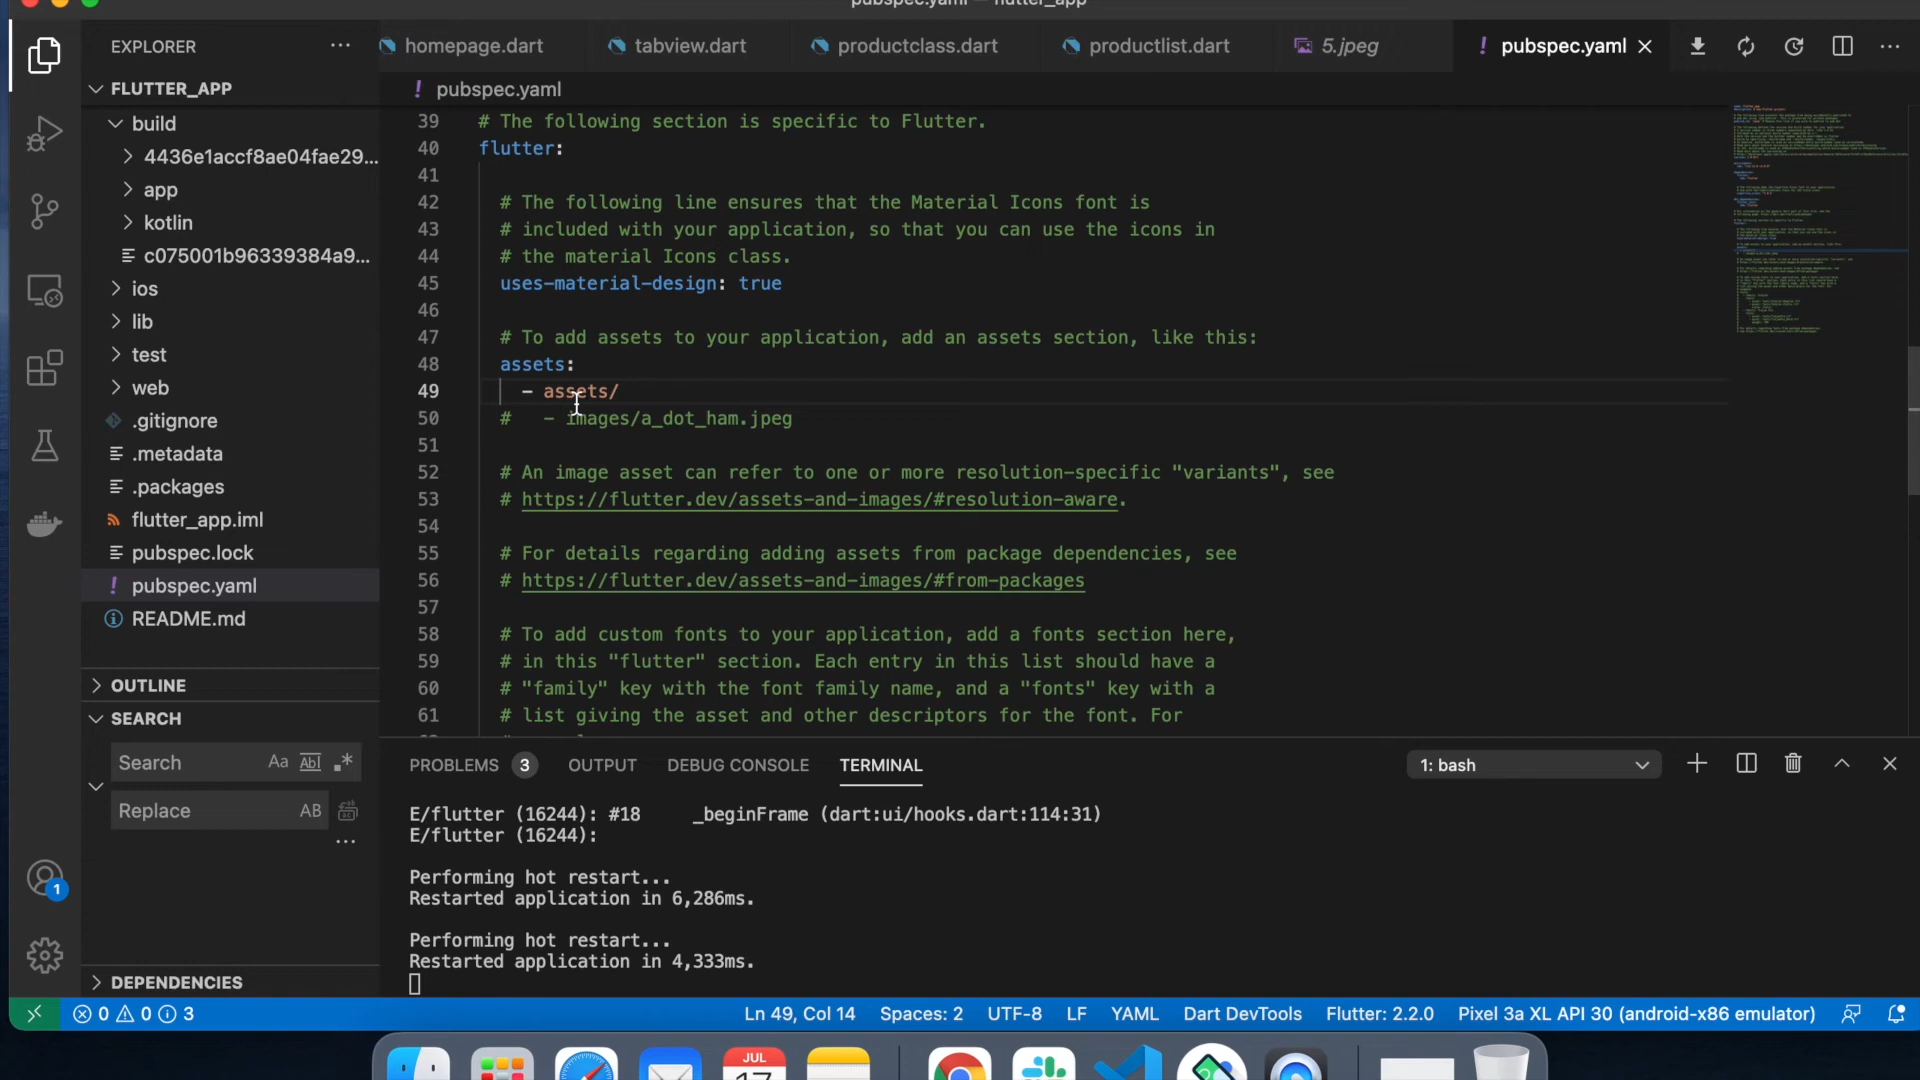 pubspec.yaml — flutter_app
EXPLORER
homepage.dart
tabview.dart
productclass.dart
productlist.dart
5.jpeg
! pubspec.yaml
FLUTTER_APP
! pubspec.yaml
build
4436e1accf8ae04fae29...
app
kotlin
c075001b96339384a9...
ios
lib
test
web
.gitignore
.metadata
.packages
flutter_app.iml
pubspec.lock
! pubspec.yaml
README.md
OUTLINE
SEARCH
Search Aa Abl .*
Replace AB
...
DEPENDENCIES
39 # The following section is specific to Flutter.
40 flutter:
41
42 # The following line ensures that the Material Icons font is
43 # included with your application, so that you can use the icons in
44 # the material Icons class.
45 uses-material-design: true
46
47 # To add assets to your application, add an assets section, like this:
48 assets:
49 - assets/
50 # - images/a_dot_ham.jpeg
51
52 # An image asset can refer to one or more resolution-specific "variants", see
53 # https://flutter.dev/assets-and-images/#resolution-aware.
54
55 # For details regarding adding assets from package dependencies, see
56 # https://flutter.dev/assets-and-images/#from-packages
57
58 # To add custom fonts to your application, add a fonts section here,
59 # in this "flutter" section. Each entry in this list should have a
60 # "family" key with the font family name, and a "fonts" key with a
61 # list giving the asset and other descriptors for the font. For
PROBLEMS 3 OUTPUT DEBUG CONSOLE TERMINAL 1: bash
E/flutter (16244): #18 _beginFrame (dart:ui/hooks.dart:114:31)
E/flutter (16244):
Performing hot restart...
Restarted application in 6,286ms.
Performing hot restart...
Restarted application in 4,333ms.
1
0 0 3 Ln 49, Col 14 Spaces: 2 UTF-8 LF YAML Dart DevTools Flutter: 2.2.0 Pixel 3a XL API 30 (android-x86 emulator)
JUL
17